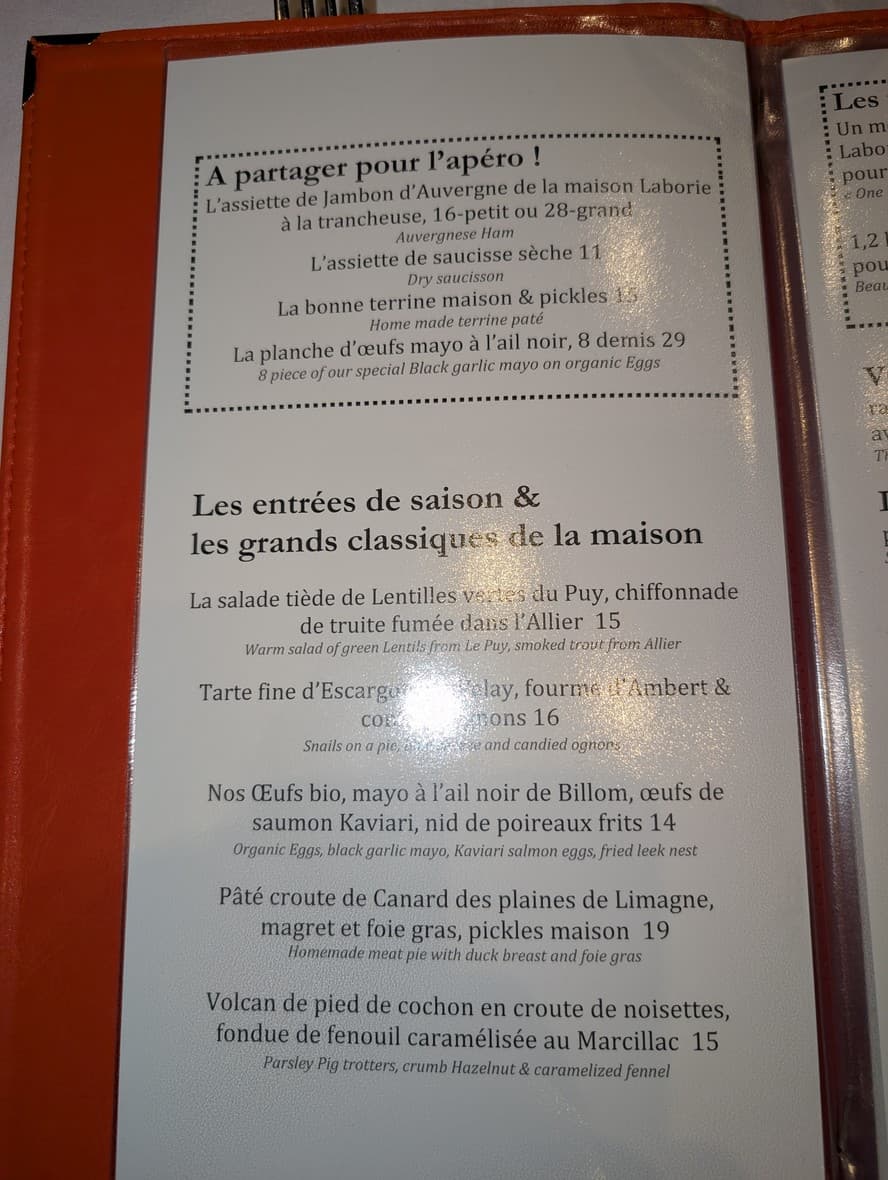 A partager pour l'apéro !
L'assiette de Jambon d'Auvergne de la maison Laborie
à la trancheuse, 16-petit ou 28-grand
Auvergnese Ham
L'assiette de saucisse sèche 11
Dry saucisson
La bonne terrine maison & pickles 15
Home made terrine paté
La planche d'œufs mayo à l'ail noir, 8 demis 29
8 piece of our special Black garlic mayo on organic Eggs
Les entrées de saison &
les grands classiques de la maison
La salade tiède de Lentilles vertes du Puy, chiffonnade
de truite fumée dans l'Allier 15
Warm salad of green Lentils from Le Puy, smoked trout from Allier
Tarte fine d'Escargots Velay, fourme d'Ambert &
16
Snails on a pie, and candied ognons
Nos Œufs bio, mayo à l'ail noir de Billom, œufs de
saumon Kaviari, nid de poireaux frits 14
Organic Eggs, black garlic mayo, Kaviari salmon eggs, fried leek nest
Pâté croute de Canard des plaines de Limagne,
magret et foie gras, pickles maison 19
Homemade meat pie with duck breast and foie gras
Volcan de pied de cochon en croute de noisettes,
fondue de fenouil caramélisée au Marcillac 15
Parsley Pig trotters, crumb Hazelnut & caramelized fennel
Les
Un
Labo
pour
« One
1,2
pou
Beau